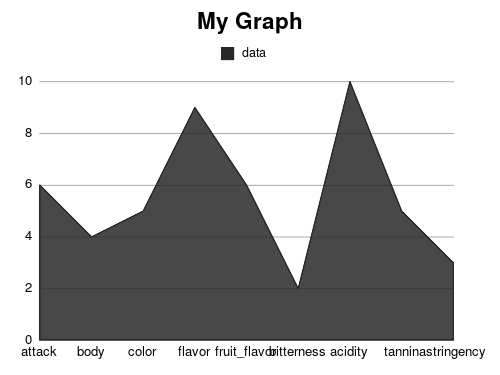 My Graph
data
10
8
6
4
2
0
attack body color flavor fruit_flavor bitterness acidity tannin astringency